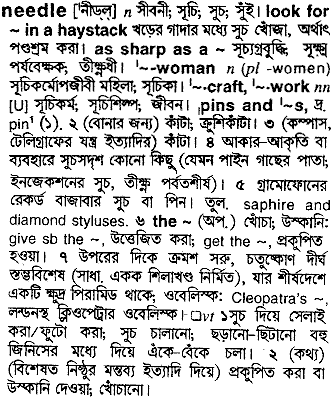 needle [ˈনীড্‌ল্] n সীবনী; সূচি; সূচ; সুঁই। look for
~ in a haystack খড়ের গাদার মধ্যে সূচ খোঁজা, অর্থাৎ
পণ্ডশ্রম করা। as sharp as a ~ সূচ্যগ্রবুদ্ধি; সূক্ষ্ম
পর্যবেক্ষক; তীক্ষ্ণধী। ˈ~-woman n (pl -women)
সূচিকর্মোপজীবী মহিলা; সূচিকা। ˈ~-craft, ˈ~-work nn
[U] সূচিকর্ম; সূচিশিল্প, জীবন। ˌpins and ˈ~s, দ্র.
pin¹ (১). ২ (বোনার জন্য) কাঁটা; ক্রুশিকাঁটা। ৩ (কম্পাস,
টেলিগ্রাফের যন্ত্র ইত্যাদির) কাঁটা। ৪ আকার-আকৃতি বা
ব্যবহারে সূচসদৃশ কোনো কিছু (যেমন পাইন গাছের পাতা;
ইনজেকশনের সূচ, তীক্ষ্ণ পর্বতশীর্ষ)। ৫ গ্রামোফোনের
রেকর্ড বাজাবার সূচ বা পিন। তুল. saphire and
diamond styluses. ৬ the ~ (অপ.) খোঁচা; উস্কানি:
give sb the ~, উত্তেজিত করা; get the ~, প্রকুপিত
হওয়া। ৭ উপরের দিকে ক্রমশ সরু, চতুষ্কোণ দীর্ঘ
স্তম্ভবিশেষ (সাধা. একক শিলাখণ্ড নির্মিত), যার শীর্ষদেশে
একটি ক্ষুদ্র পিরামিড থাকে; ওবেলিস্ক: Cleopatra's ~,
লন্ডনস্থ ক্লিওপেট্রার ওবেলিস্ক। □vt ১সূচ দিয়ে সেলাই
করা/ফুটো করা; সূচ চালানো; ছড়ানো-ছিটানো বহু
জিনিসের মধ্যে দিয়ে এঁকে-বেঁকে চলা। ২ (কথ্য)
(বিশেষত নিষ্ঠুর মন্তব্য ইত্যাদি দিয়ে) প্রকুপিত করা বা
উস্কানি দেওয়া; খোঁচানো।